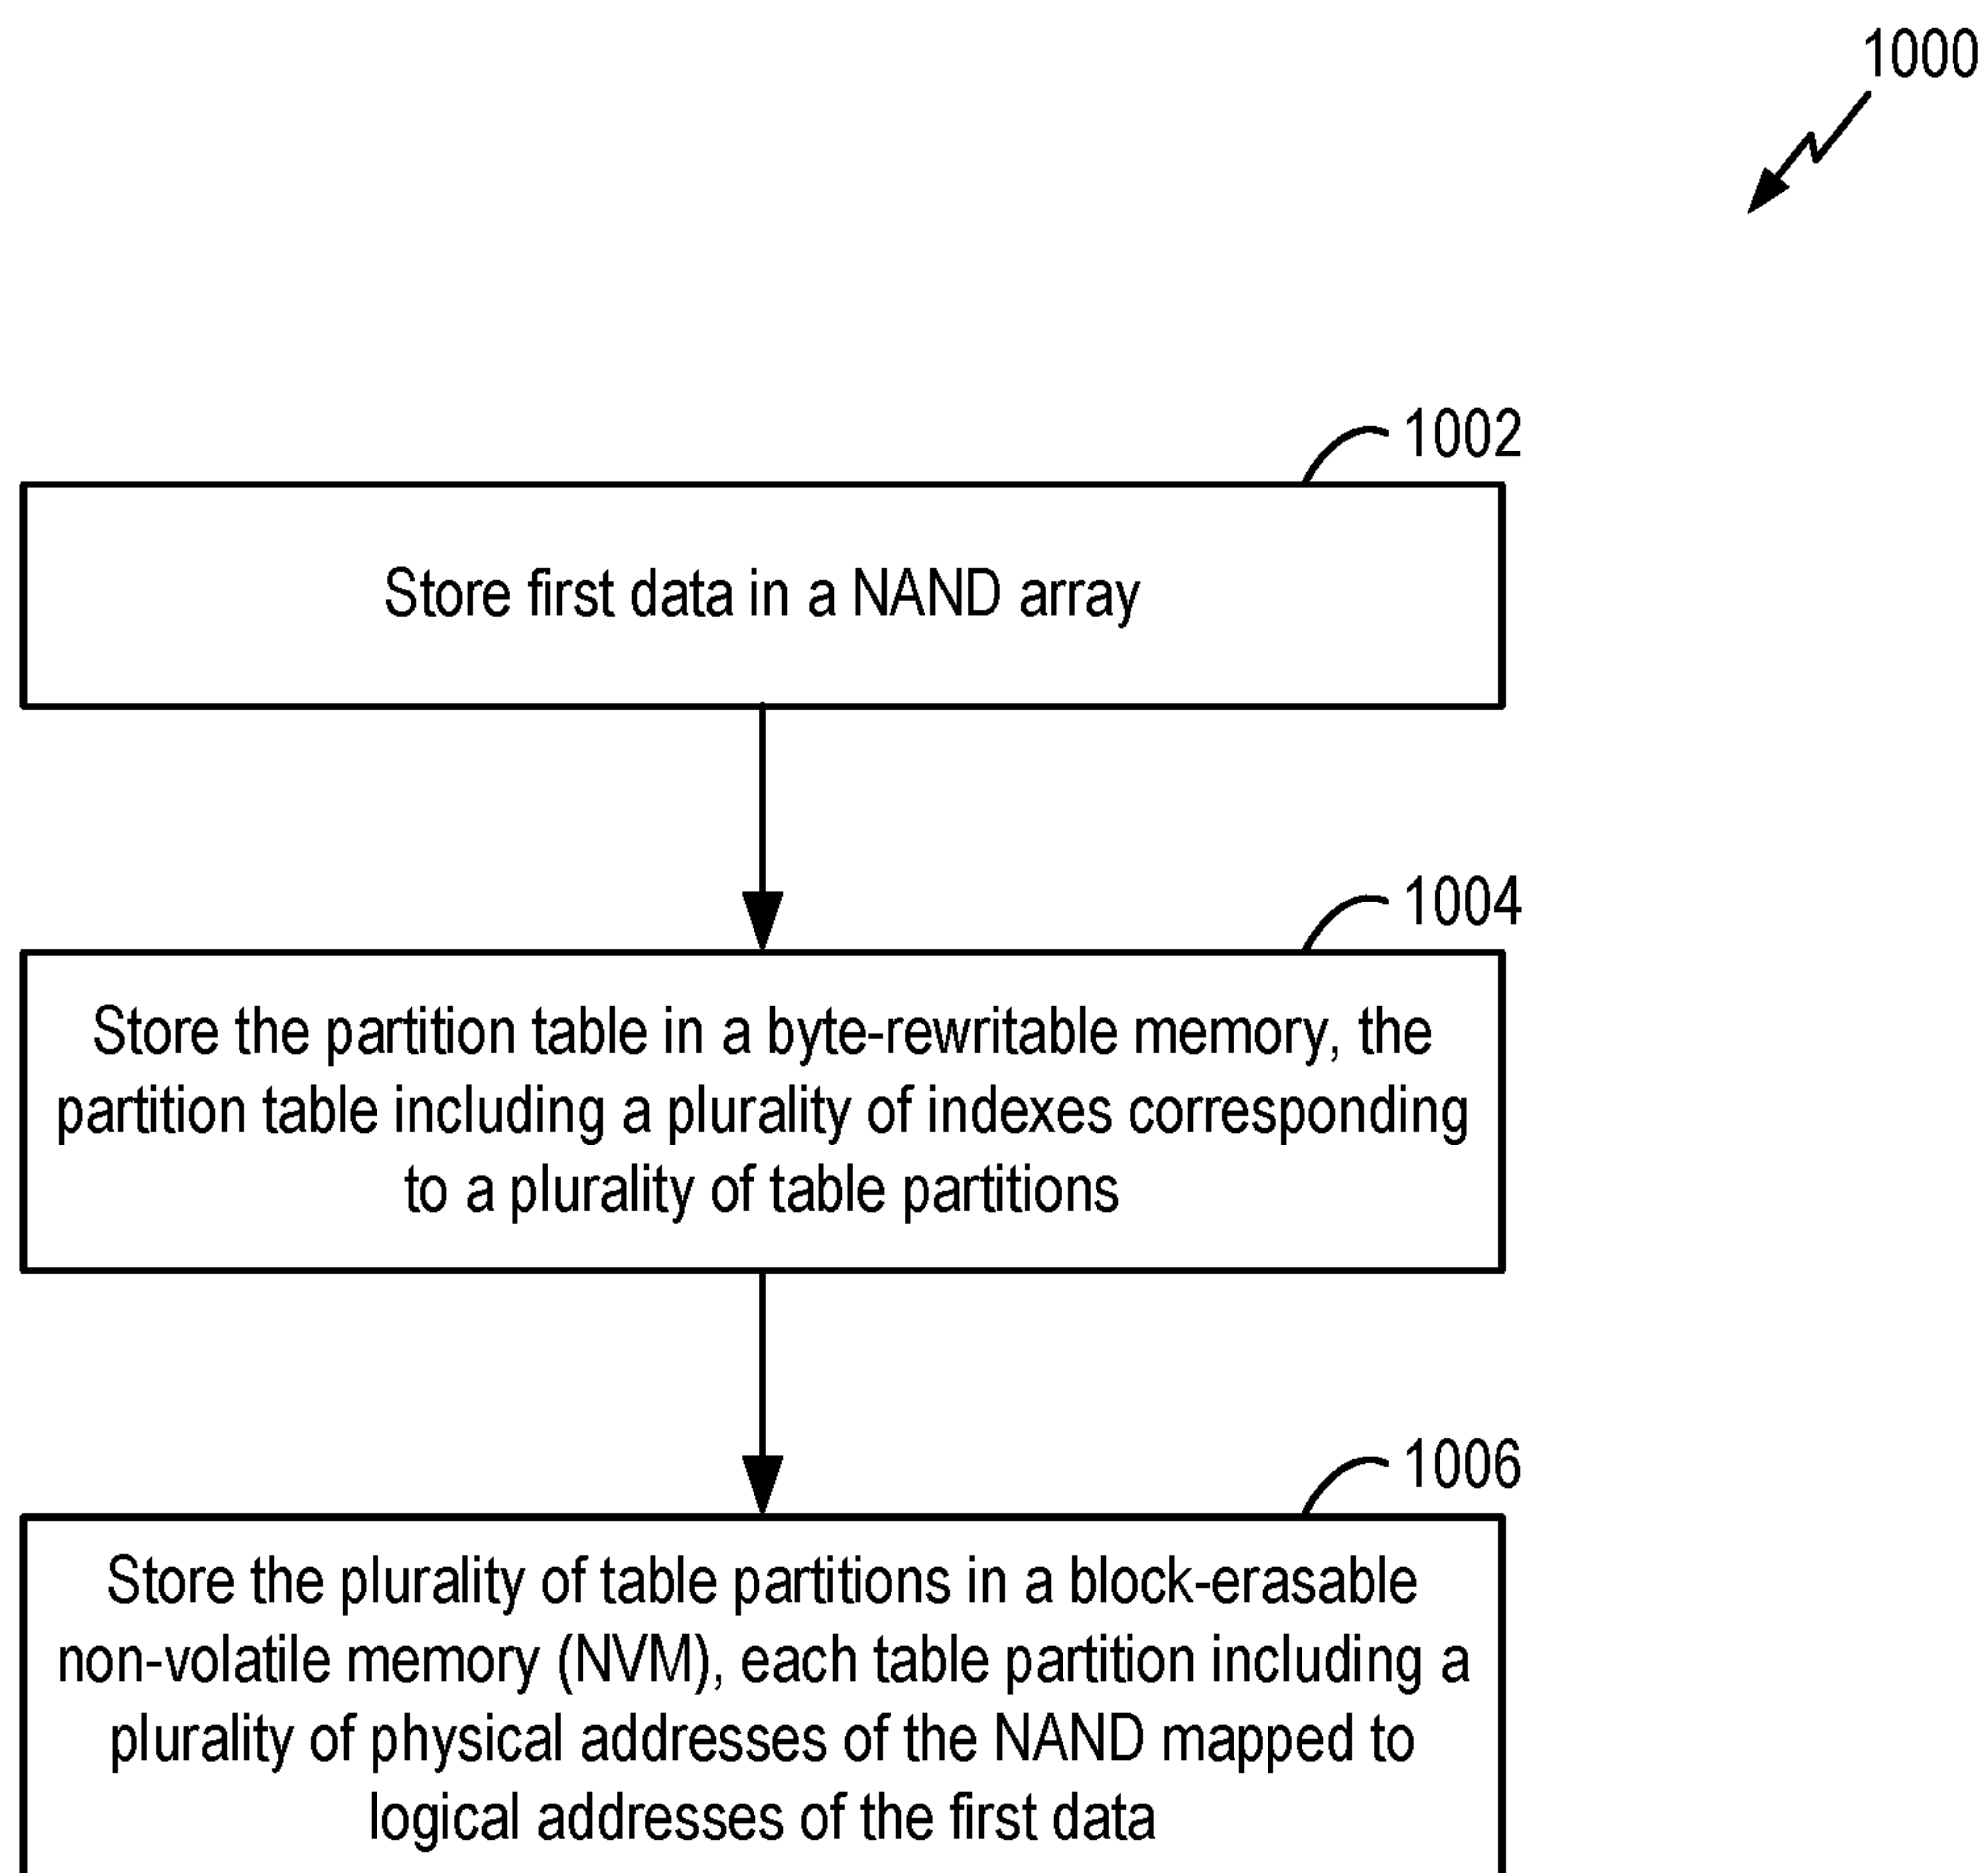 1000
1002
Store first data in a NAND array
1004
Store the partition table in a byte-rewritable memory, the
partition table including a plurality of indexes corresponding
to a plurality of table partitions
1006
Store the plurality of table partitions in a block-erasable
non-volatile memory (NVM), each table partition including a
plurality of physical addresses of the NAND mapped to
logical addresses of the first data